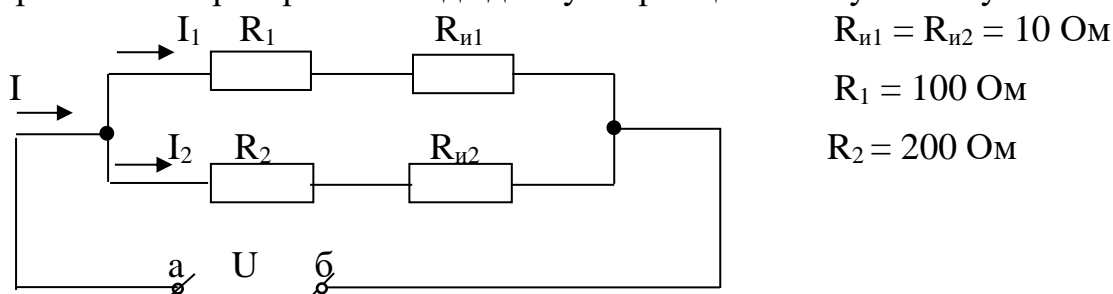 I₁ R₁ Rи1 Rи1 = Rи2 = 10 Ом
I R₁ = 100 Ом
I₂ R₂ Rи2 R₂ = 200 Ом
а U б